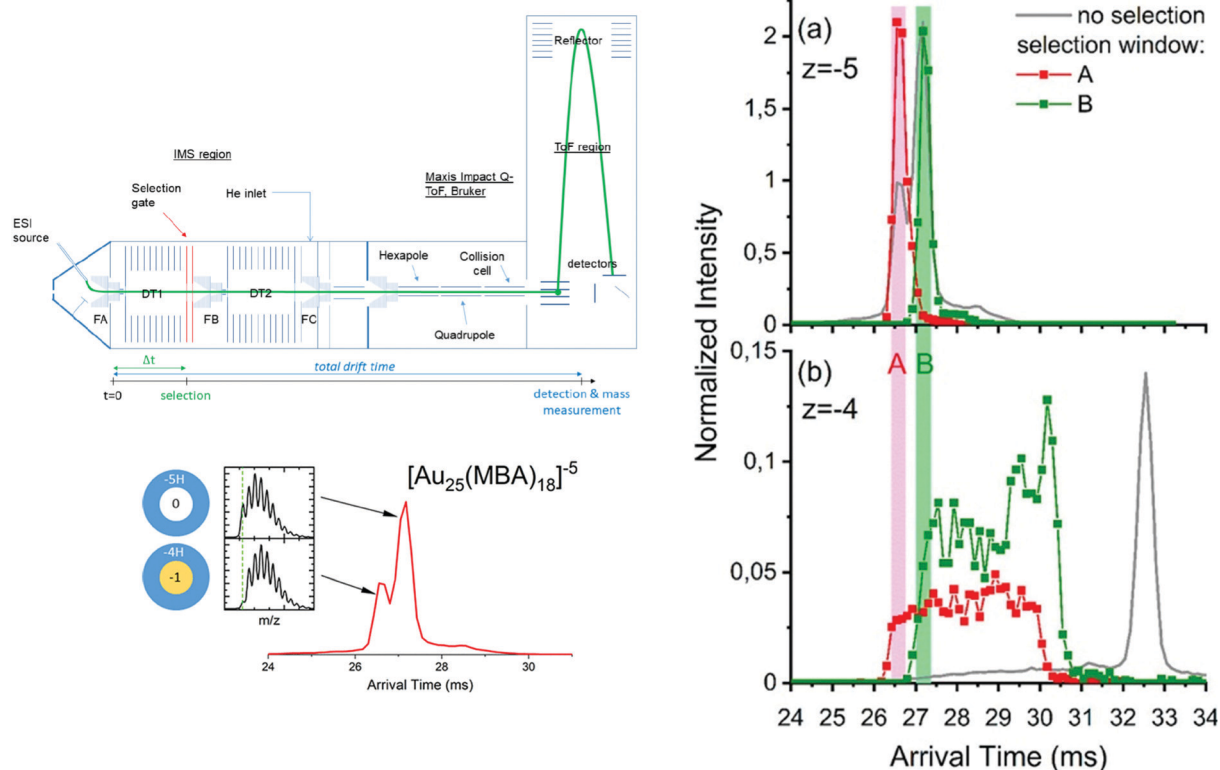 IMS region
Selection
gate
He inlet
ESI
source
FA
DT1
FB
DT2
FC
Maxis Impact Q-
ToF, Bruker
Hexapole
Collision
cell
Quadrupole
Reflector
ToF region
detectors
Δt
total drift time
t=0
selection
detection & mass
measurement
-5H
0
-4H
-1
m/z
[Au25(MBA)18]-5
24 26 28 30
Arrival Time (ms)
(a)
z=-5
no selection
selection window:
A
B
2
1,5
1
0,5
0
Normalized Intensity
A B
(b)
z=-4
0,15
0,1
0,05
0
24 25 26 27 28 29 30 31 32 33 34
Arrival Time (ms)